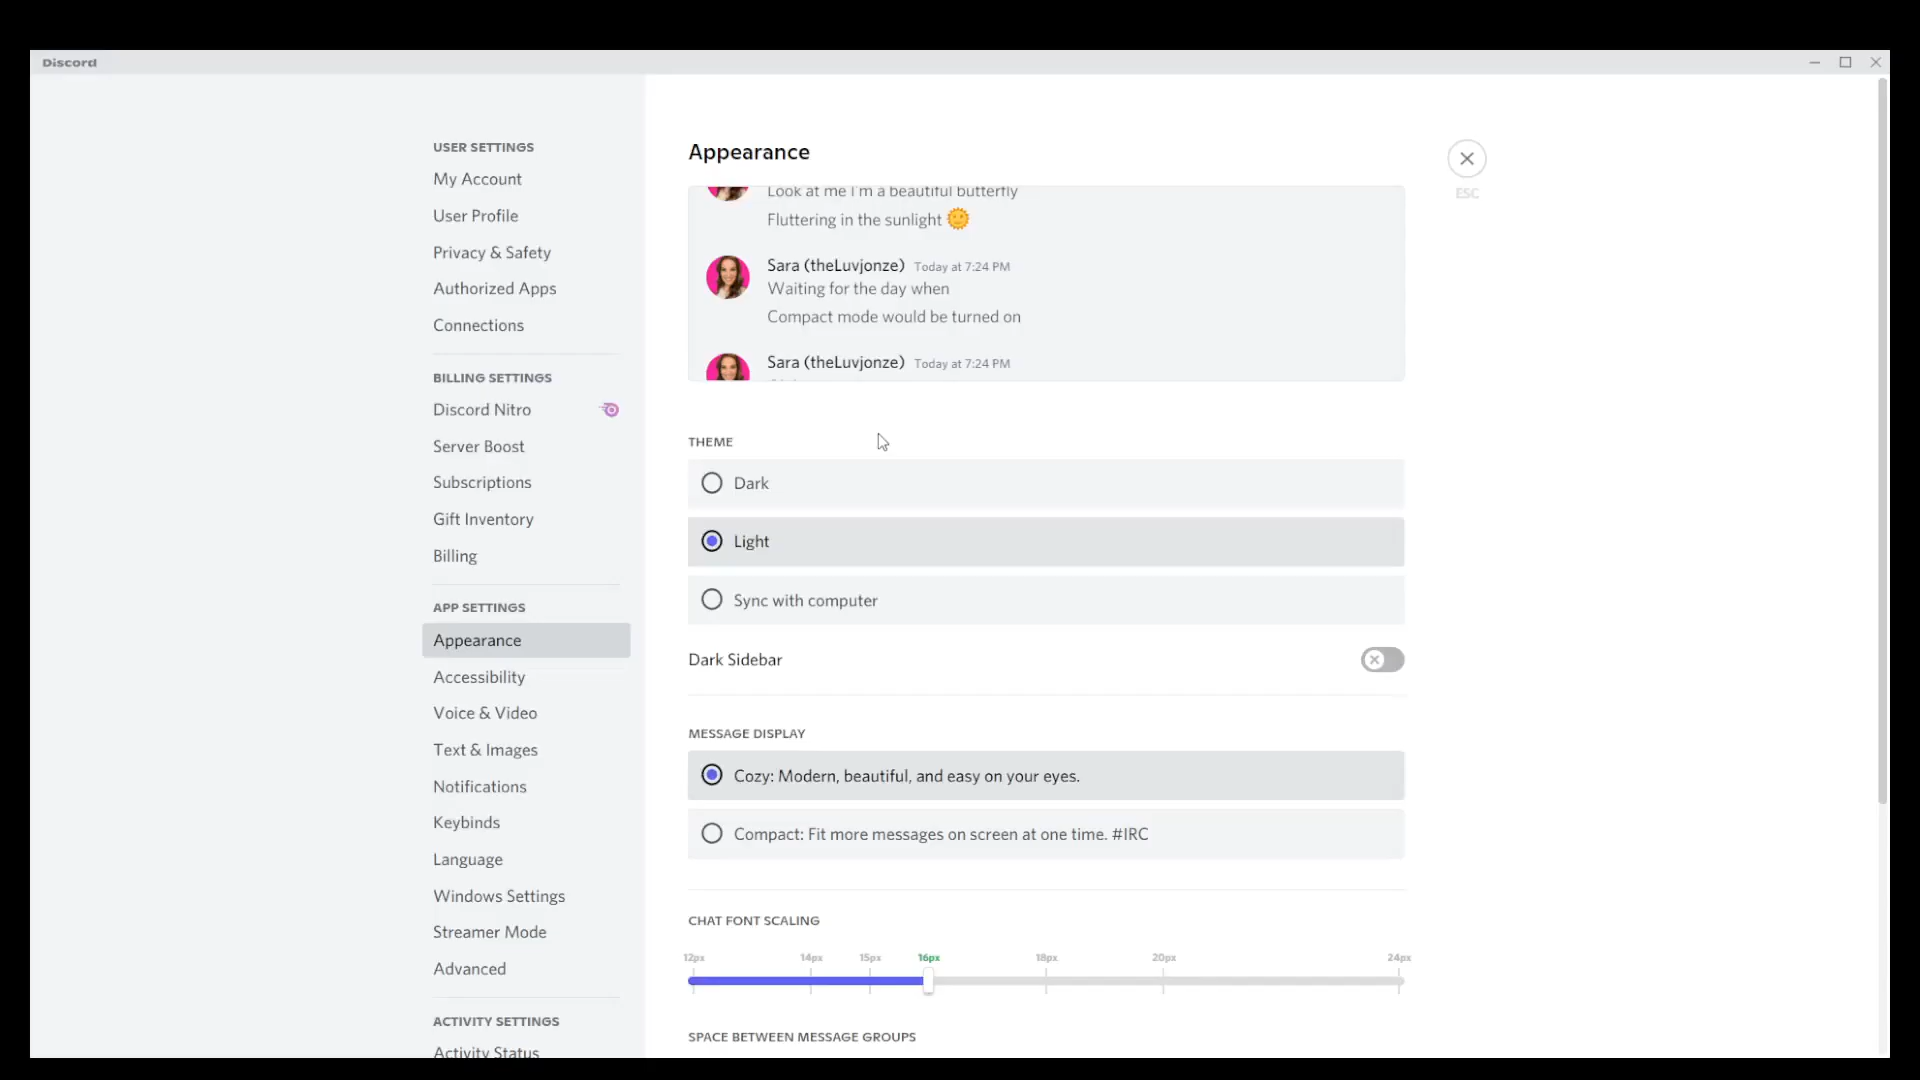 Discord
USER SETTINGS
My Account
User Profile
Privacy & Safety
Authorized Apps
Connections
BILLING SETTINGS
Discord Nitro
Server Boost
Subscriptions
Gift Inventory
Billing
APP SETTINGS
Appearance
Accessibility
Voice & Video
Text & Images
Notifications
Keybinds
Language
Windows Settings
Streamer Mode
Advanced
ACTIVITY SETTINGS
Activity Status
Appearance
ESC
Look at me I'm a beautiful butterfly
Fluttering in the sunlight 🌞
Sara (theLuvjonze) Today at 7:24 PM
Waiting for the day when
Compact mode would be turned on
Sara (theLuvjonze) Today at 7:24 PM
THEME
Dark
Light
Sync with computer
Dark Sidebar
MESSAGE DISPLAY
Cozy: Modern, beautiful, and easy on your eyes.
Compact: Fit more messages on screen at one time. #IRC
CHAT FONT SCALING
12px 14px 15px 16px 18px 20px 24px
SPACE BETWEEN MESSAGE GROUPS